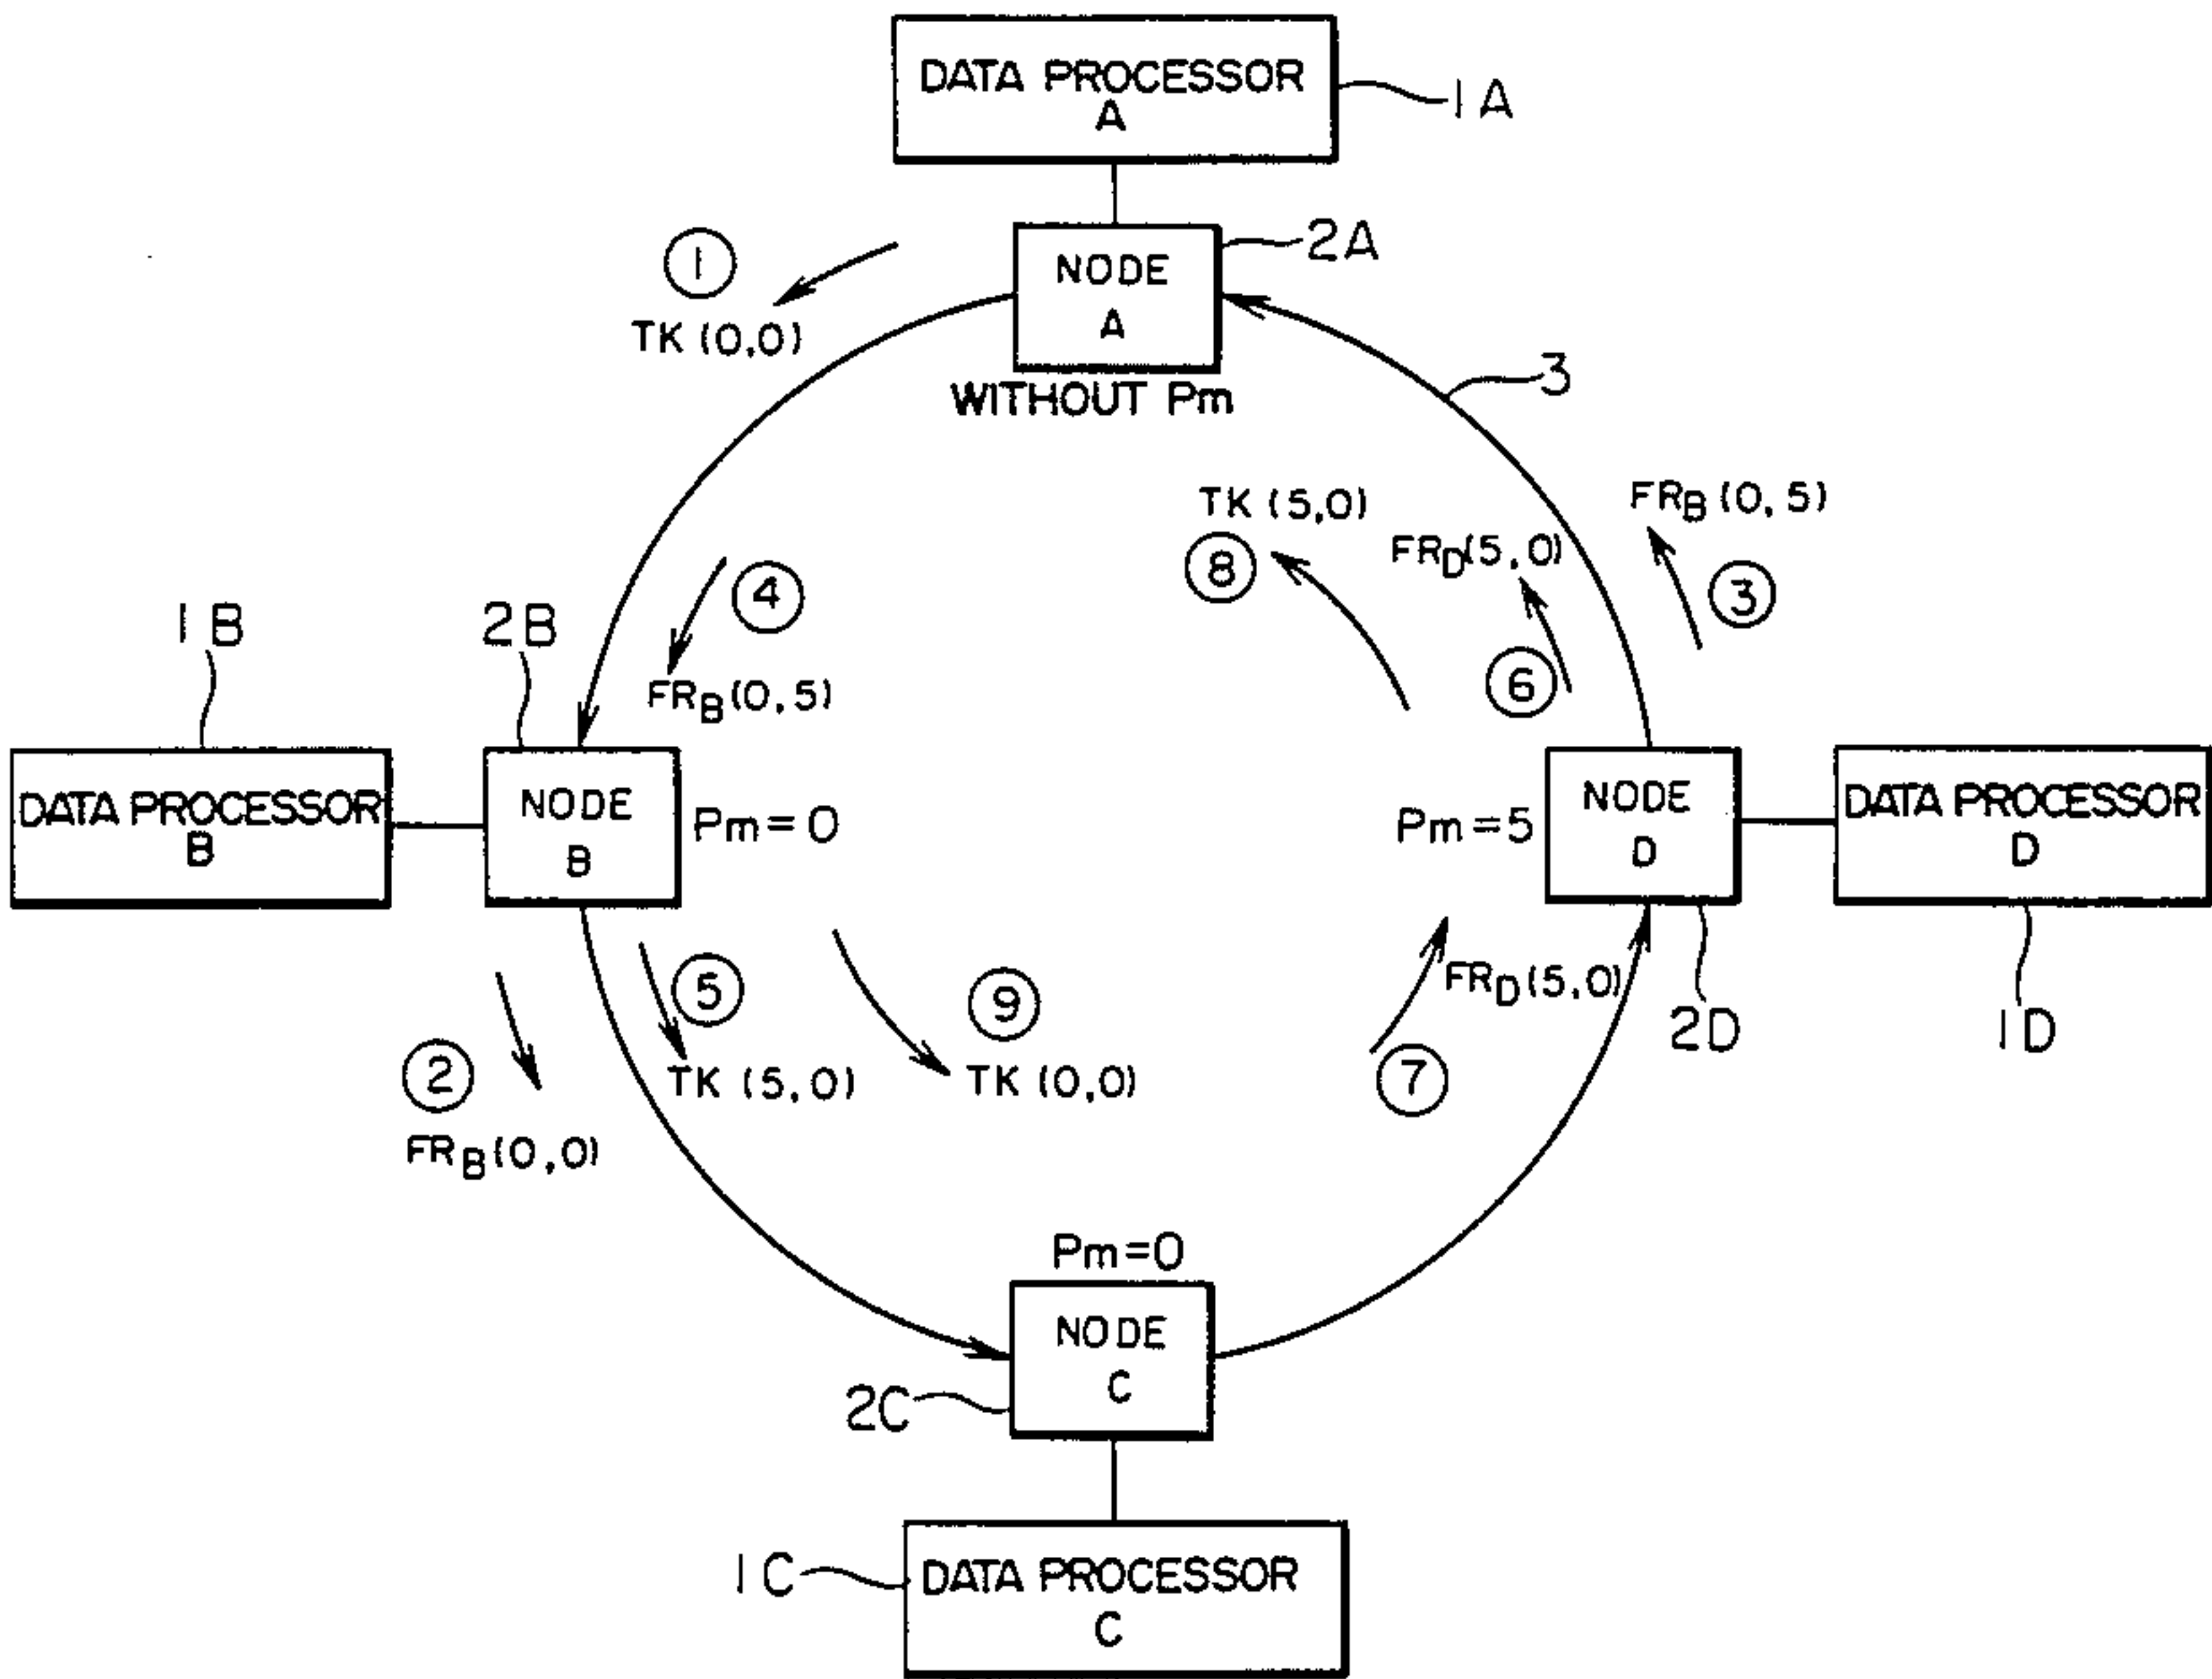 DATA PROCESSOR
A
1A
2A
NODE
A
WITHOUT Pm
①
TK (0,0)
3
TK (5,0)
⑧
FRD(5,0)
⑥
FRB(0,5)
③
④
FRB(0,5)
1B
2B
DATA PROCESSOR
B
NODE
B
Pm=0
Pm=5
NODE
D
DATA PROCESSOR
D
2D
1D
②
FRB(0,0)
⑤
TK (5,0)
⑨
TK (0,0)
FRD(5,0)
⑦
Pm=0
NODE
C
2C
1C
DATA PROCESSOR
C